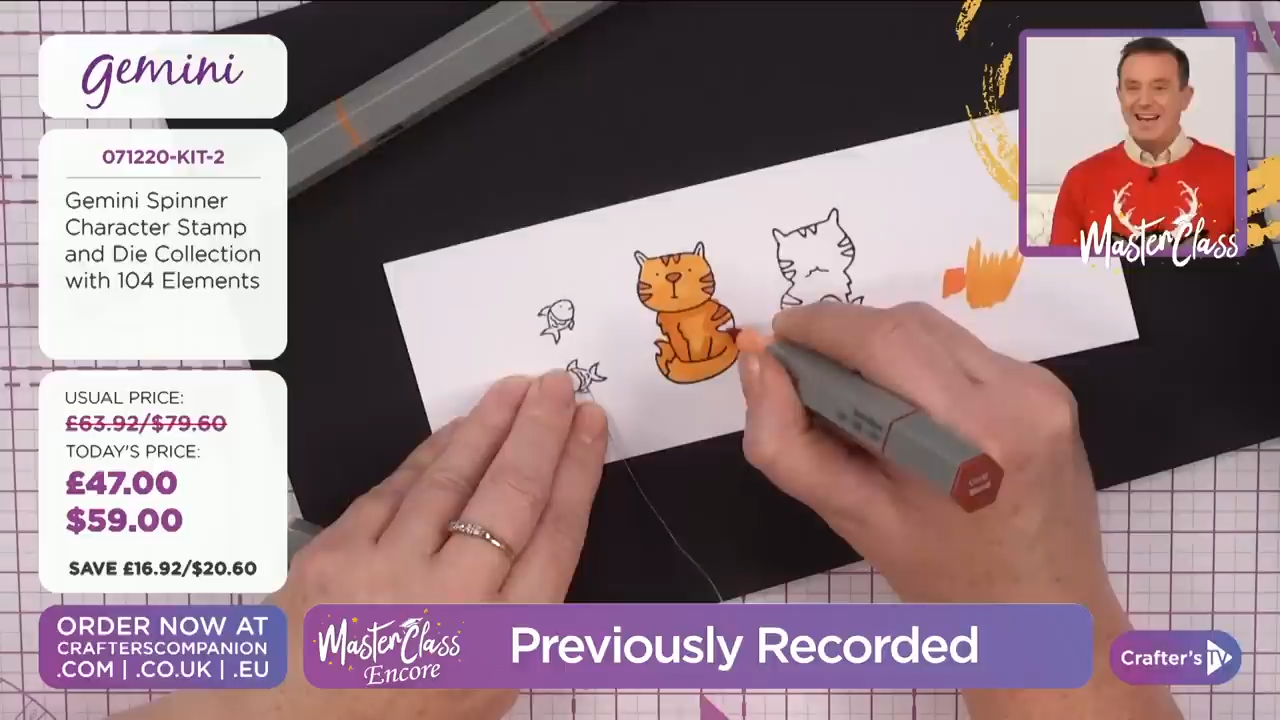 gemini
071220-KIT-2
Gemini Spinner
Character Stamp
and Die Collection
with 104 Elements
USUAL PRICE:
£63.92/$79.60
TODAY'S PRICE:
£47.00
$59.00
SAVE £16.92/$20.60
ORDER NOW AT
CRAFTERSCOMPANION
.COM | .CO.UK | .EU
MasterClass
MasterClass
Encore
Previously Recorded
Crafter's TV